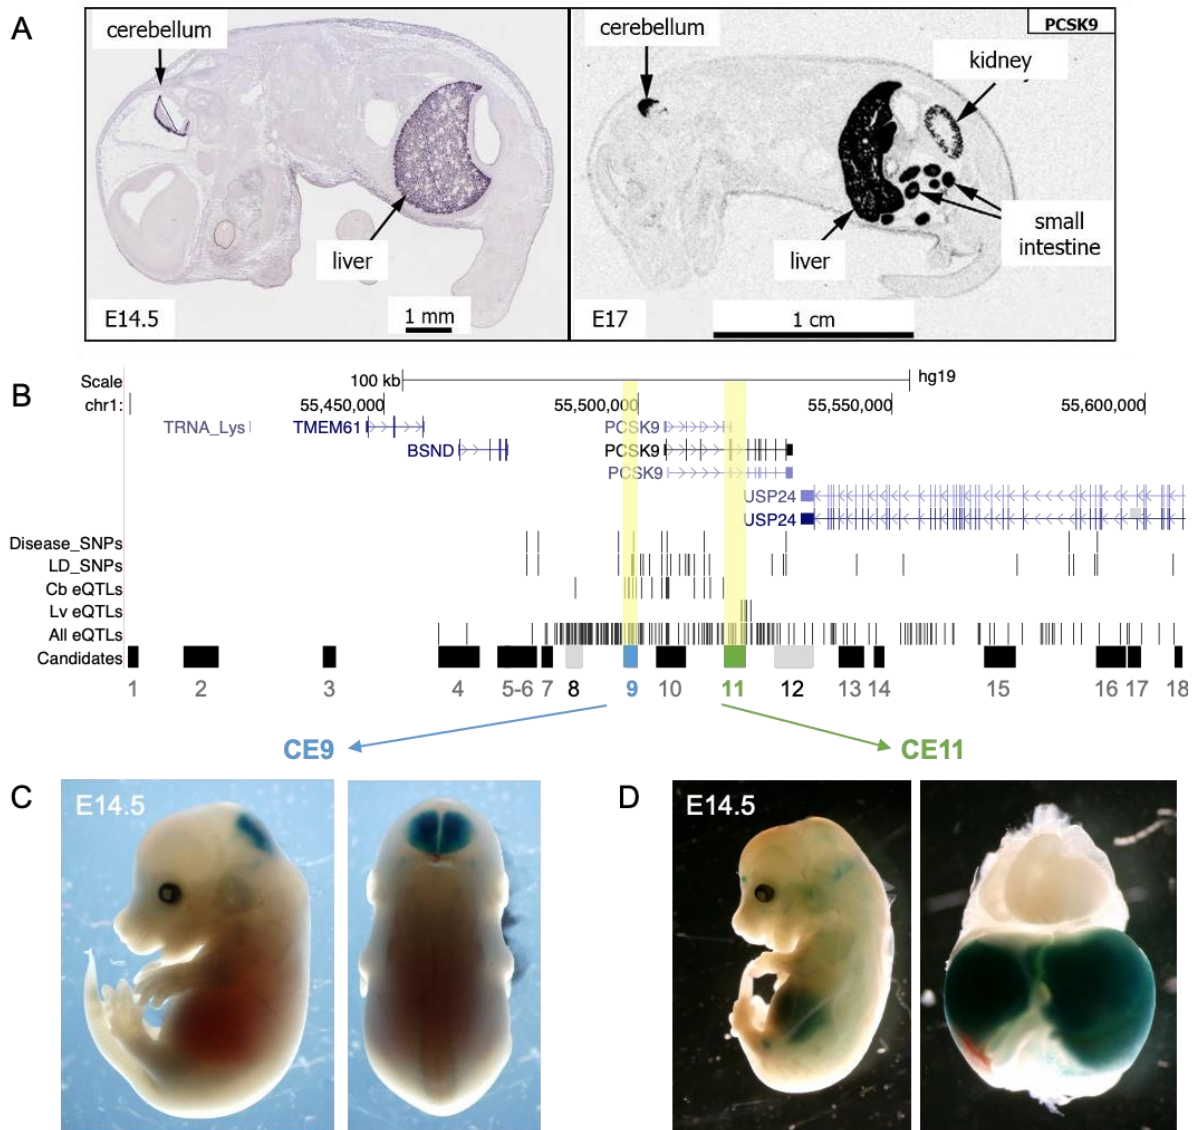 A
cerebellum
liver
E14.5
1 mm
PCSK9
cerebellum
kidney
small
intestine
liver
E17
1 cm
B
Scale
100 kb
hg19
chr1:
55,450,000
55,500,000
55,550,000
55,600,000
TRNA_Lys
TMEM61
PCSK9
BSND
PCSK9
PCSK9
USP24
USP24
Disease_SNPs
LD_SNPs
Cb eQTLs
Lv eQTLs
All eQTLs
Candidates
1 2 3 4 5-6 7 8 9 10 11 12 13 14 15 16 17 18
CE9
CE11
C
E14.5
D
E14.5